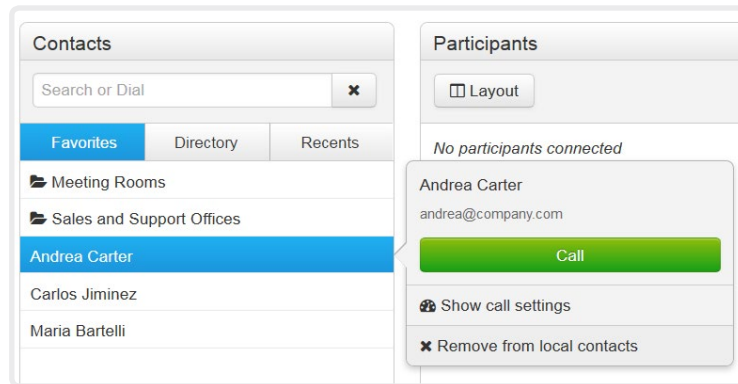 Contacts
Search or Dial
Favorites Directory Recents
Meeting Rooms
Sales and Support Offices
Andrea Carter
Carlos Jiminez
Maria Bartelli
Participants
Layout
No participants connected
Andrea Carter
andrea@company.com
Call
Show call settings
Remove from local contacts